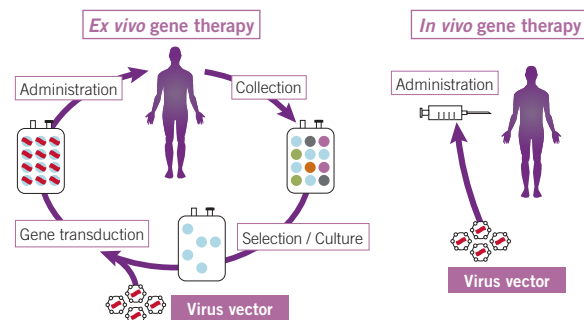 Ex vivo gene therapy
Administration
Collection
Gene transduction
Selection / Culture
Virus vector
In vivo gene therapy
Administration
Virus vector